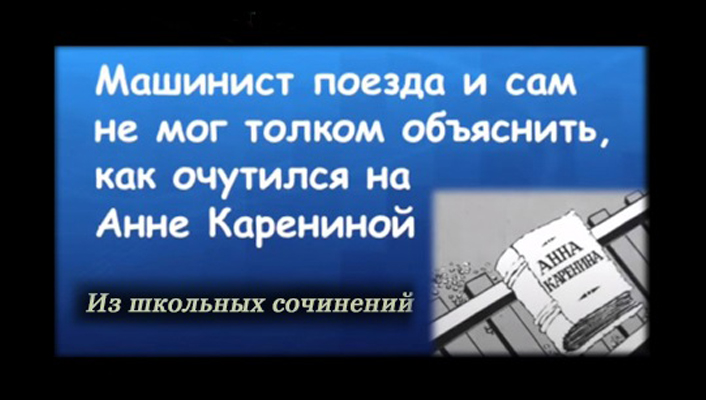 Машинист поезда и сам
не мог толком объяснить,
как очутился на
Анне Карениной
Из школьных сочинений
АННА
КАРЕНИНА